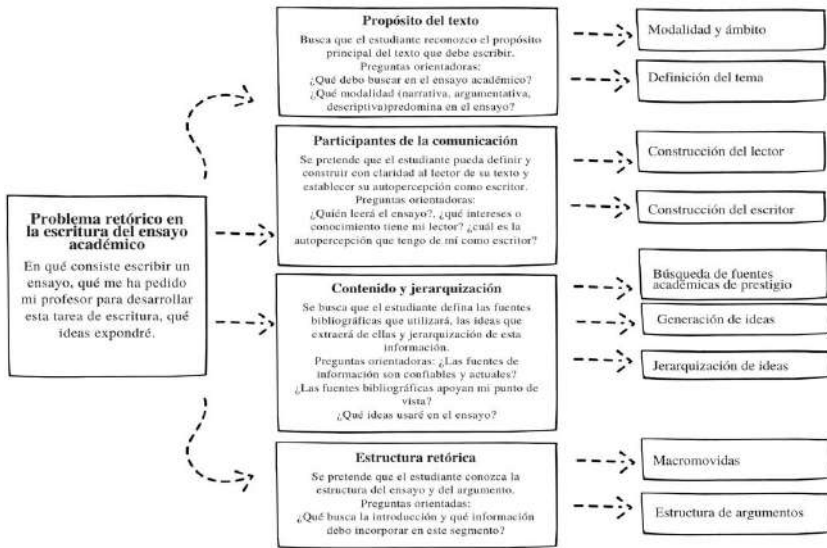 Propósito del texto
Busca que el estudiante reconozco el propósito
principal del texto que debe escribir.
Preguntas orientadoras:
¿Qué debo buscar en el ensayo académico?
¿Qué modalidad (narrativa, argumentativa,
descriptiva)predomina en el ensayo?
Modalidad y ámbito
Definición del tema
Participantes de la comunicación
Se pretende que el estudiante pueda definir y
construir con claridad al lector de su texto y
establecer su autopercepción como escritor.
Preguntas orientadoras:
¿Quién leerá el ensayo?, ¿qué intereses o
conocimiento tiene mi lector? ¿cuál es la
autopercepción que tengo de mí como escritor?
Construcción del lector
Construcción del escritor
Problema retórico en
la escritura del ensayo
académico
En qué consiste escribir un
ensayo, qué me ha pedido
mi profesor para desarrollar
esta tarea de escritura, qué
ideas expondré.
Contenido y jerarquización
Se busca que el estudiante defina las fuentes
bibliográficas que utilizará, las ideas que
extraerá de ellas y jerarquización de esta
información.
Preguntas orientadoras: ¿Las fuentes de
información son confiables y actuales?
¿Las fuentes bibliográficas apoyan mi punto de
vista?
¿Qué ideas usaré en el ensayo?
Búsqueda de fuentes
académicas de prestigio
Generación de ideas
Jerarquización de ideas
Estructura retórica
Se pretende que el estudiante conozca la
estructura del ensayo y del argumento.
Preguntas orientadas:
¿Qué busca la introducción y qué información
debo incorporar en este segmento?
Macromovidas
Estructura de argumentos